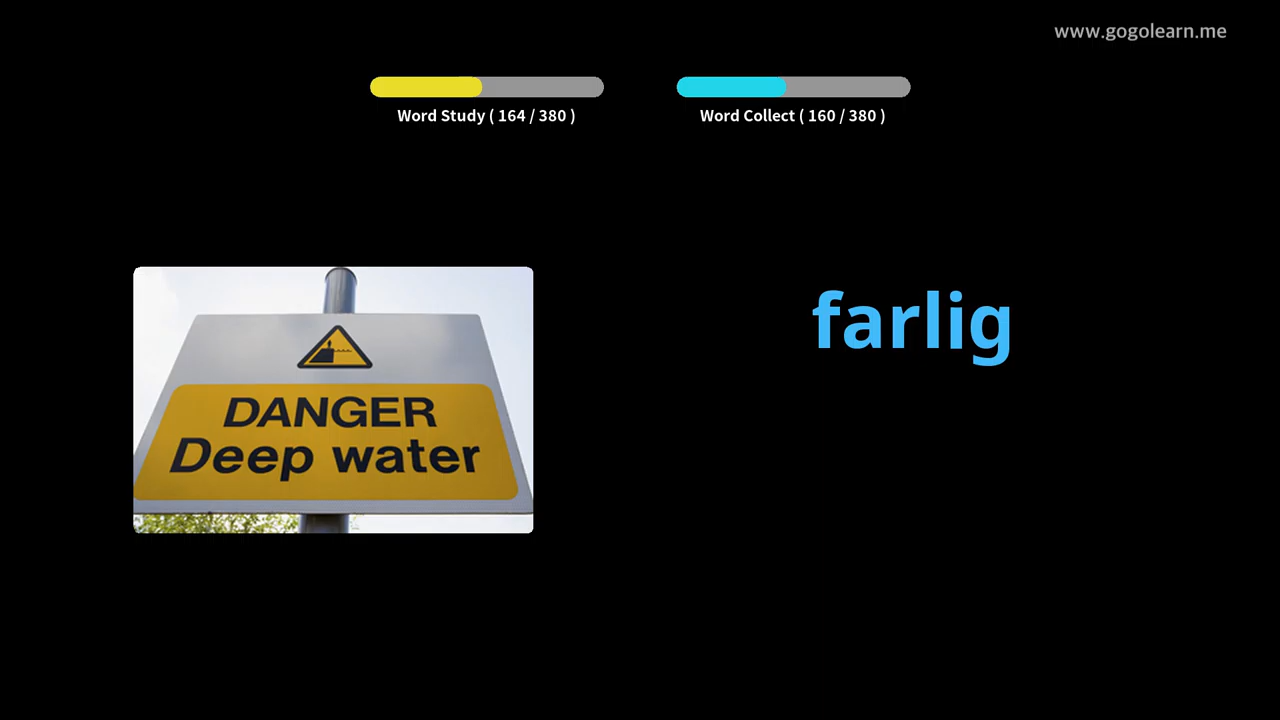 www.gogolearn.me
Word Study ( 164 / 380 )
Word Collect ( 160 / 380 )
farlig
DANGER
Deep water